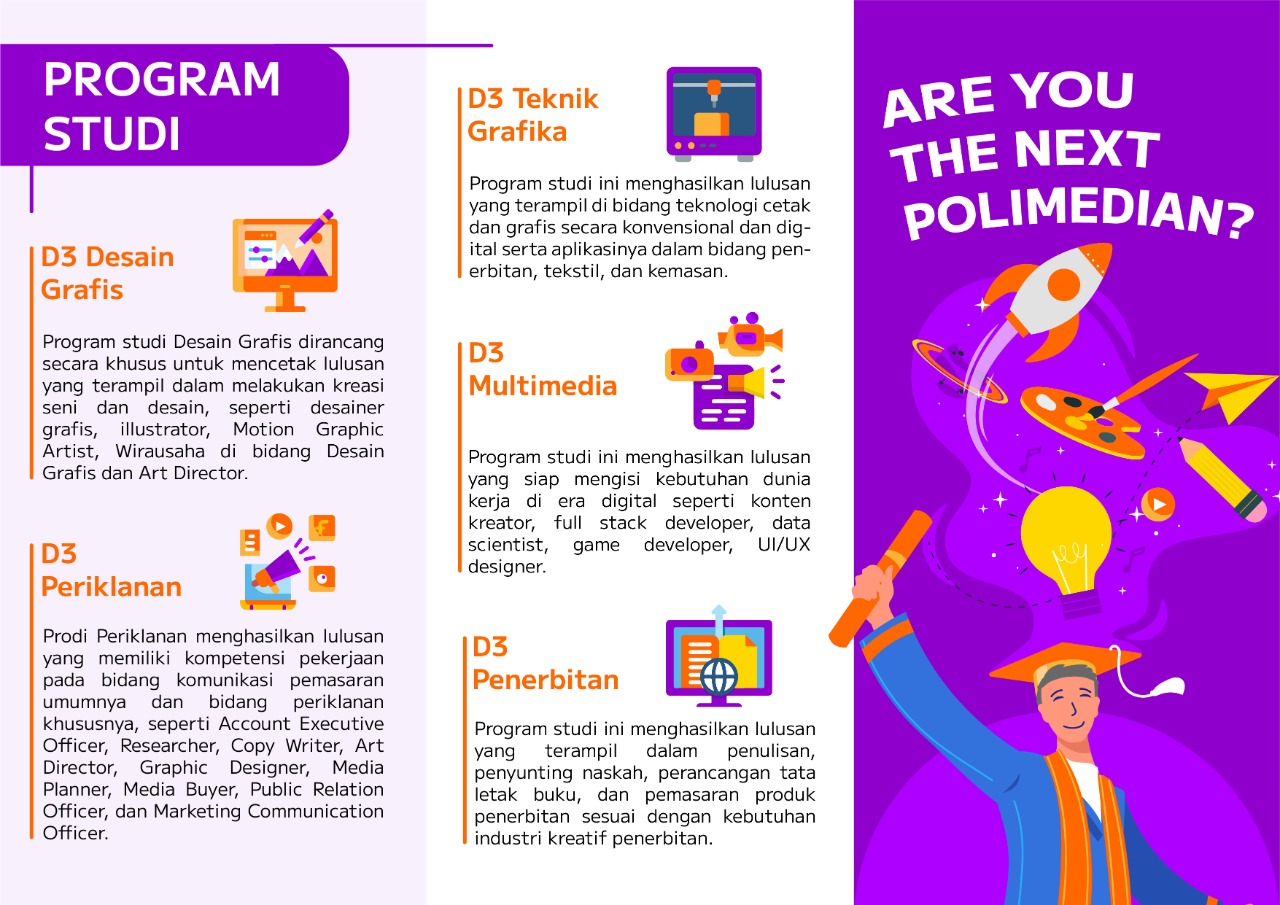 PROGRAM
STUDI
D3 Desain
Grafis
Program studi Desain Grafis dirancang
secara khusus untuk mencetak lulusan
yang terampil dalam melakukan kreasi
seni dan desain, seperti desainer
grafis, illustrator, Motion Graphic
Artist, Wirausaha di bidang Desain
Grafis dan Art Director.
D3
Periklanan
Prodi Periklanan menghasilkan lulusan
yang memiliki kompetensi pekerjaan
pada bidang komunikasi pemasaran
umumnya dan bidang periklanan
khususnya, seperti Account Executive
Officer, Researcher, Copy Writer, Art
Director, Graphic Designer, Media
Planner, Media Buyer, Public Relation
Officer, dan Marketing Communication
Officer.
D3 Teknik
Grafika
Program studi ini menghasilkan lulusan
yang terampil di bidang teknologi cetak
dan grafis secara konvensional dan dig-
ital serta aplikasinya dalam bidang pen-
erbitan, tekstil, dan kemasan.
D3
Multimedia
Program studi ini menghasilkan lulusan
yang siap mengisi kebutuhan dunia
kerja di era digital seperti konten
kreator, full stack developer, data
scientist, game developer, UI/UX
designer.
D3
Penerbitan
Program studi ini menghasilkan lulusan
yang terampil dalam penulisan,
penyunting naskah, perancangan tata
letak buku, dan pemasaran produk
penerbitan sesuai dengan kebutuhan
industri kreatif penerbitan.
ARE YOU
THE NEXT
POLIMEDIAN?